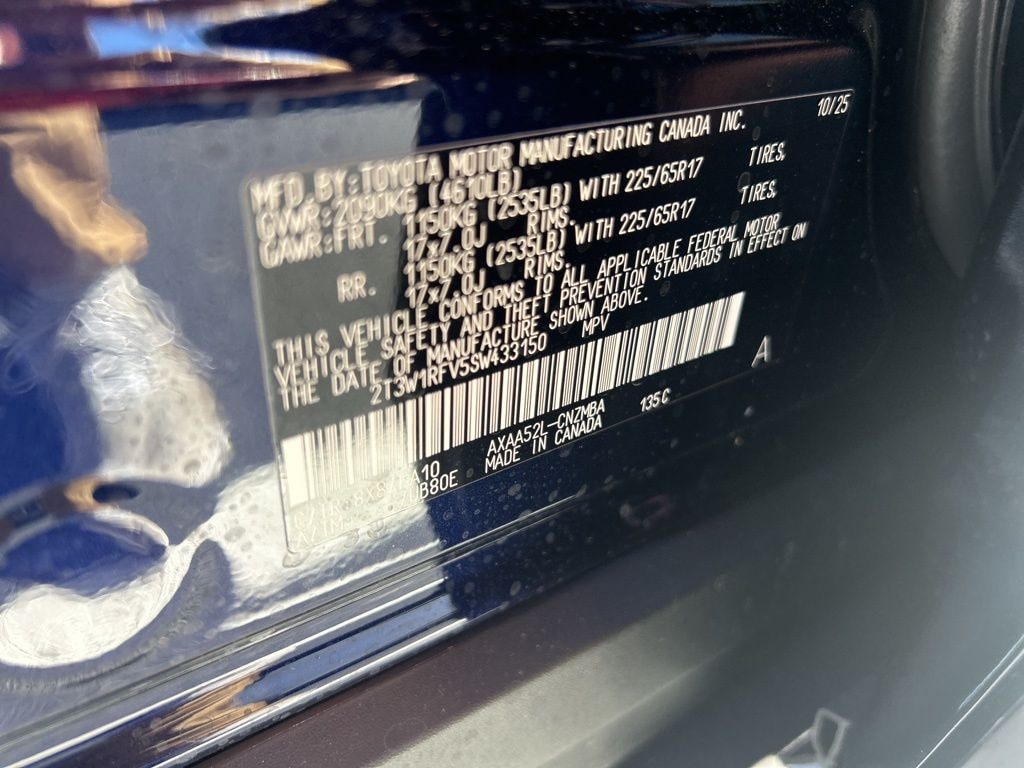 MFD. BY: TOYOTA MOTOR MANUFACTURING CANADA INC. 10/25
GVWR: 2090KG (4610LB)
GAWR: FRT. 1150KG (2535LB) WITH 225/65R17 TIRES,
17x7.0J RIMS.
RR. 1150KG (2535LB) WITH 225/65R17 TIRES,
17x7.0J RIMS.
THIS VEHICLE CONFORMS TO ALL APPLICABLE FEDERAL MOTOR
VEHICLE SAFETY AND THEFT PREVENTION STANDARDS IN EFFECT ON
THE DATE OF MANUFACTURE SHOWN ABOVE.
2T3W1RFV5SW433150 MPV
A
AXAA52L-CNZMBA 135C
MADE IN CANADA